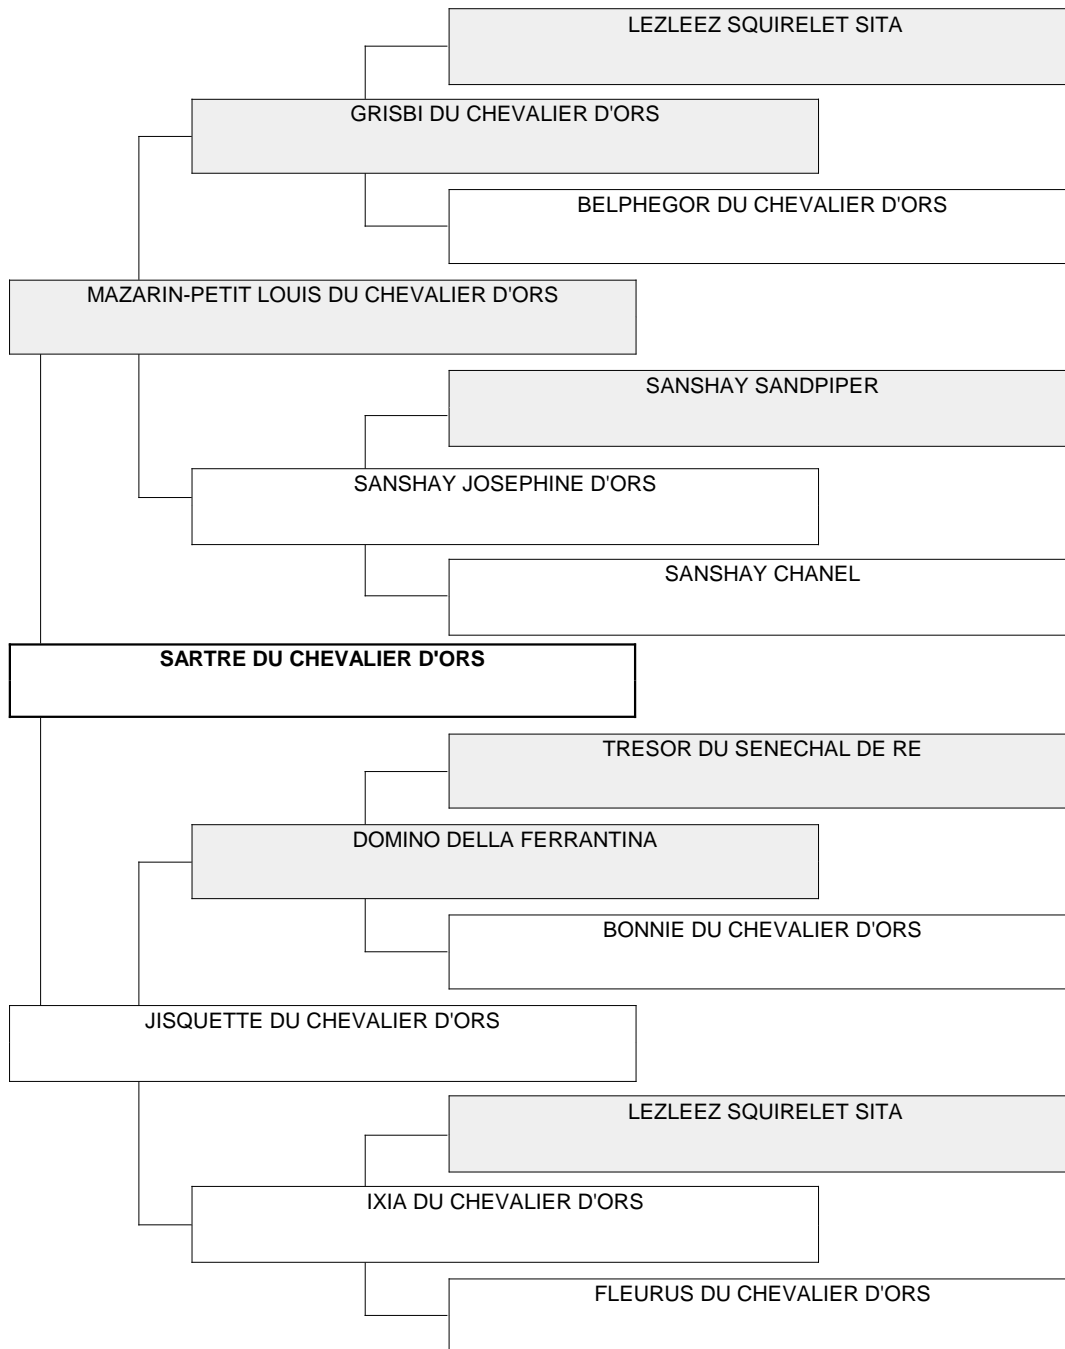 LEZLEEZ SQUIRELET SITA
GRISBI DU CHEVALIER D'ORS
BELPHEGOR DU CHEVALIER D'ORS
MAZARIN-PETIT LOUIS DU CHEVALIER D'ORS
SANSHAY SANDPIPER
SANSHAY JOSEPHINE D'ORS
SANSHAY CHANEL
SARTRE DU CHEVALIER D'ORS
TRESOR DU SENECHAL DE RE
DOMINO DELLA FERRANTINA
BONNIE DU CHEVALIER D'ORS
JISQUETTE DU CHEVALIER D'ORS
LEZLEEZ SQUIRELET SITA
IXIA DU CHEVALIER D'ORS
FLEURUS DU CHEVALIER D'ORS